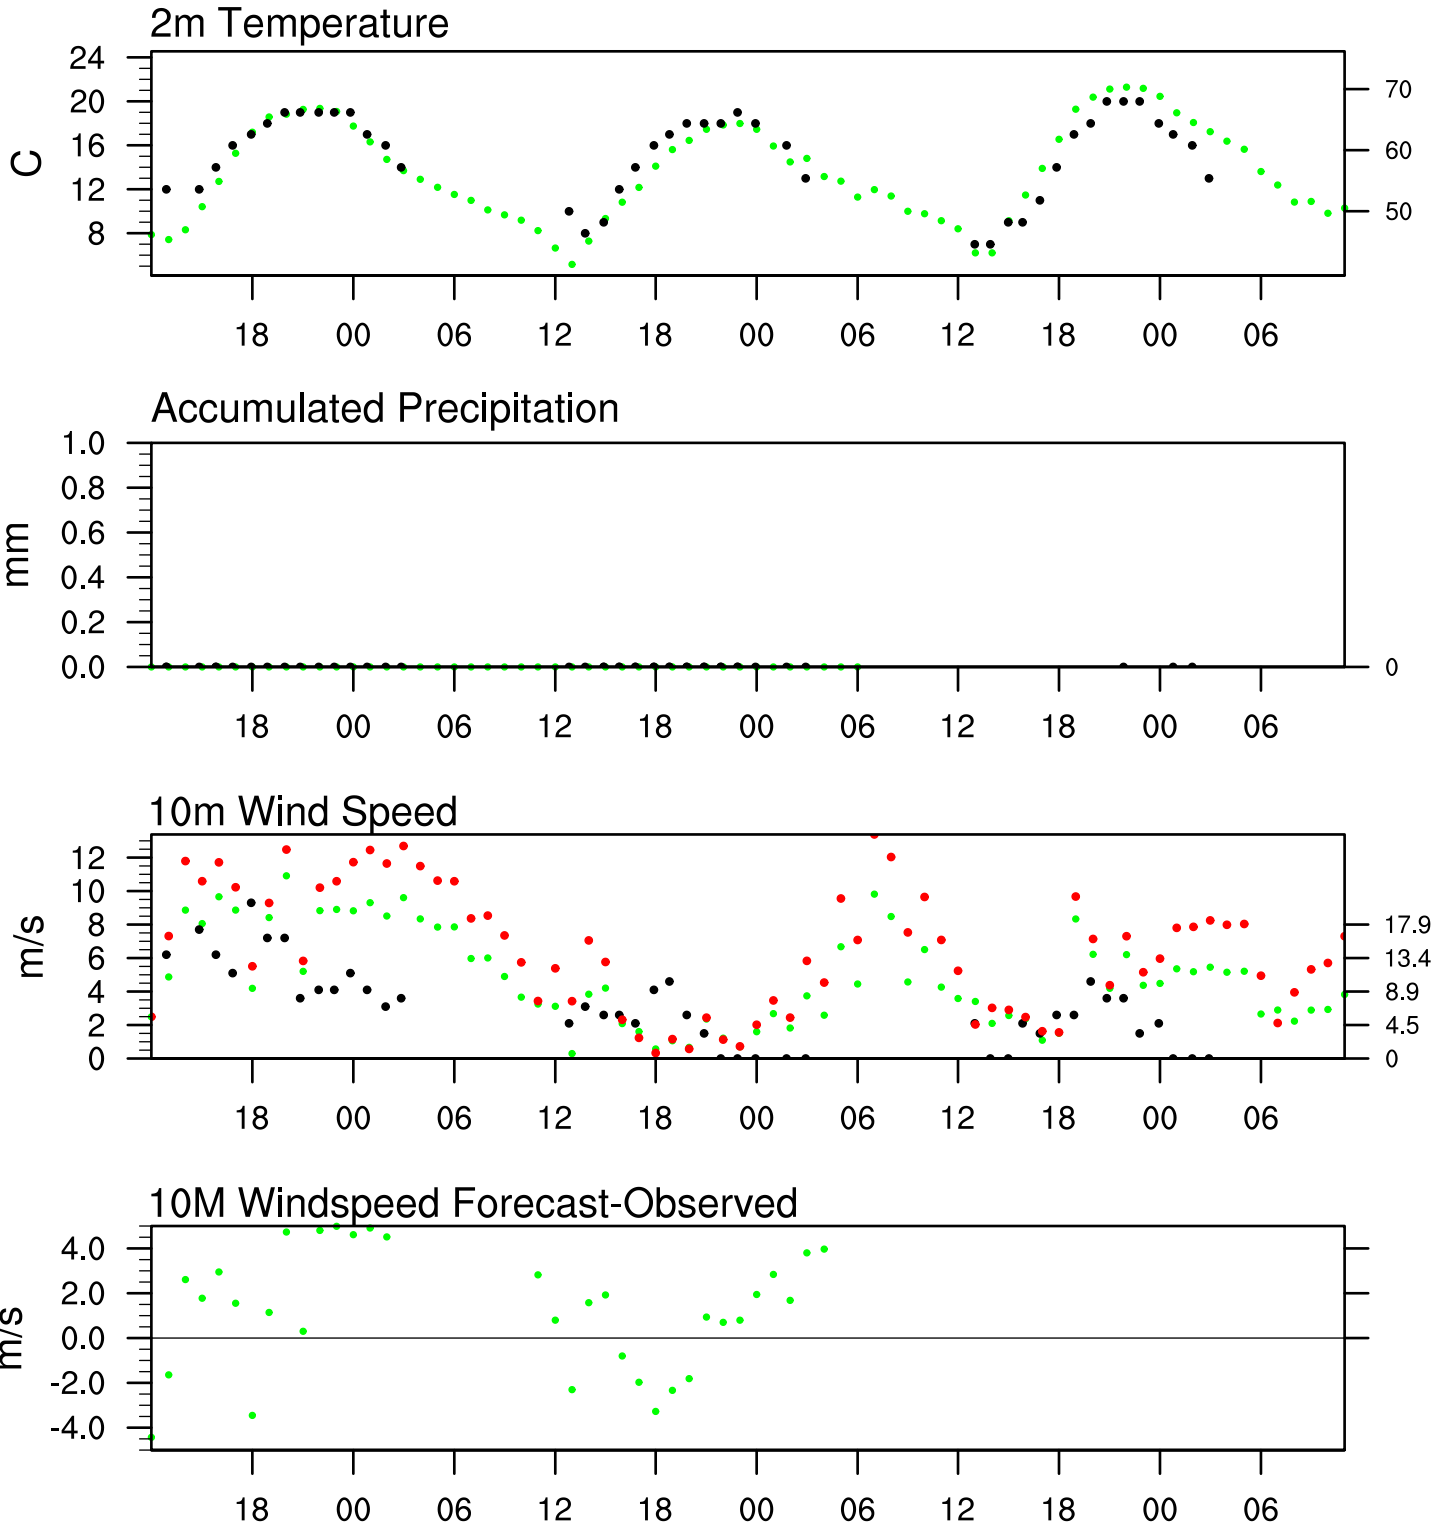 2m Temperature
24
20
16
12
8
C
70
60
50
18 00 06 12 18 00 06 12 18 00 06
Accumulated Precipitation
1.0
0.8
0.6
0.4
0.2
0.0
mm
0
18 00 06 12 18 00 06 12 18 00 06
10m Wind Speed
12
10
8
6
4
2
0
m/s
17.9
13.4
8.9
4.5
0
18 00 06 12 18 00 06 12 18 00 06
10M Windspeed Forecast-Observed
4.0
2.0
0.0
-2.0
-4.0
m/s
18 00 06 12 18 00 06 12 18 00 06